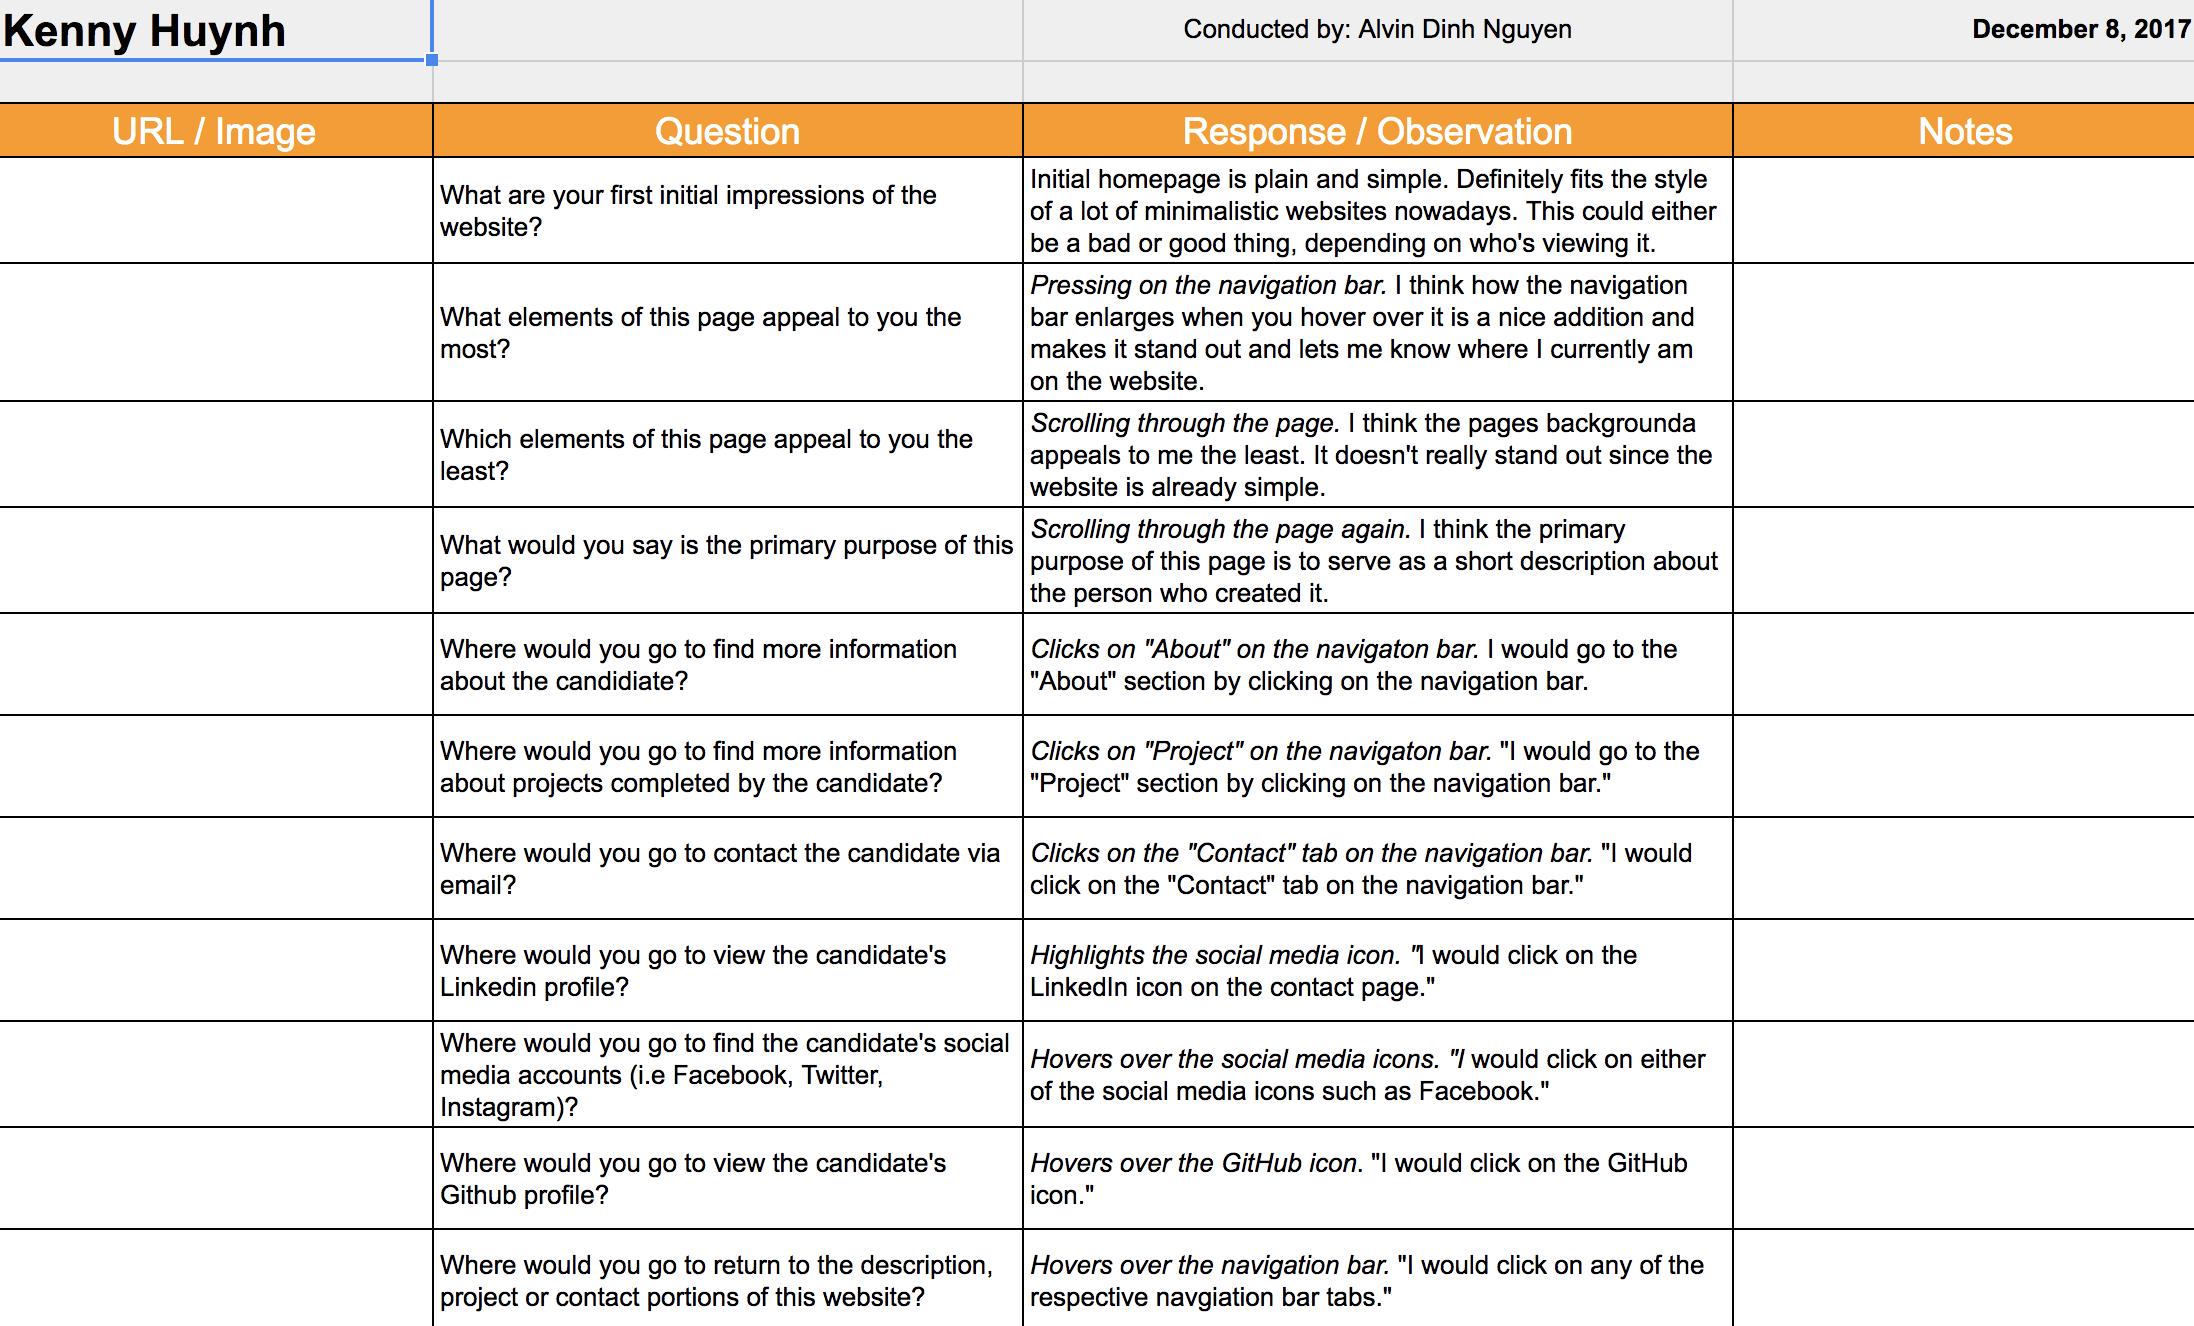 Kenny Huynh
Conducted by: Alvin Dinh Nguyen
December 8, 2017
URL / Image
Question
Response / Observation
Notes
What are your first initial impressions of the
website?
Initial homepage is plain and simple. Definitely fits the style
of a lot of minimalistic websites nowadays. This could either
be a bad or good thing, depending on who's viewing it.
What elements of this page appeal to you the
most?
Pressing on the navigation bar. I think how the navigation
bar enlarges when you hover over it is a nice addition and
makes it stand out and lets me know where I currently am
on the website.
Which elements of this page appeal to you the
least?
Scrolling through the page. I think the pages backgrounda
appeals to me the least. It doesn't really stand out since the
website is already simple.
What would you say is the primary purpose of this
page?
Scrolling through the page again. I think the primary
purpose of this page is to serve as a short description about
the person who created it.
Where would you go to find more information
about the candidiate?
Clicks on "About" on the navigaton bar. I would go to the
"About" section by clicking on the navigation bar.
Where would you go to find more information
about projects completed by the candidate?
Clicks on "Project" on the navigaton bar. "I would go to the
"Project" section by clicking on the navigation bar."
Where would you go to contact the candidate via
email?
Clicks on the "Contact" tab on the navigation bar. "I would
click on the "Contact" tab on the navigation bar."
Where would you go to view the candidate's
Linkedin profile?
Highlights the social media icon. "I would click on the
LinkedIn icon on the contact page."
Where would you go to find the candidate's social
media accounts (i.e Facebook, Twitter,
Instagram)?
Hovers over the social media icons. "I would click on either
of the social media icons such as Facebook."
Where would you go to view the candidate's
Github profile?
Hovers over the GitHub icon. "I would click on the GitHub
icon."
Where would you go to return to the description,
project or contact portions of this website?
Hovers over the navigation bar. "I would click on any of the
respective navgiation bar tabs."